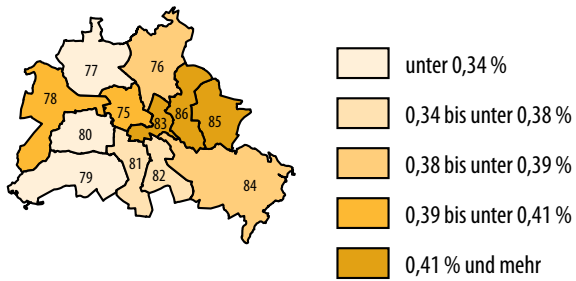 77
76
78
75
83
86
85
80
81
82
79
84
unter 0,34 %
0,34 bis unter 0,38 %
0,38 bis unter 0,39 %
0,39 bis unter 0,41 %
0,41 % und mehr